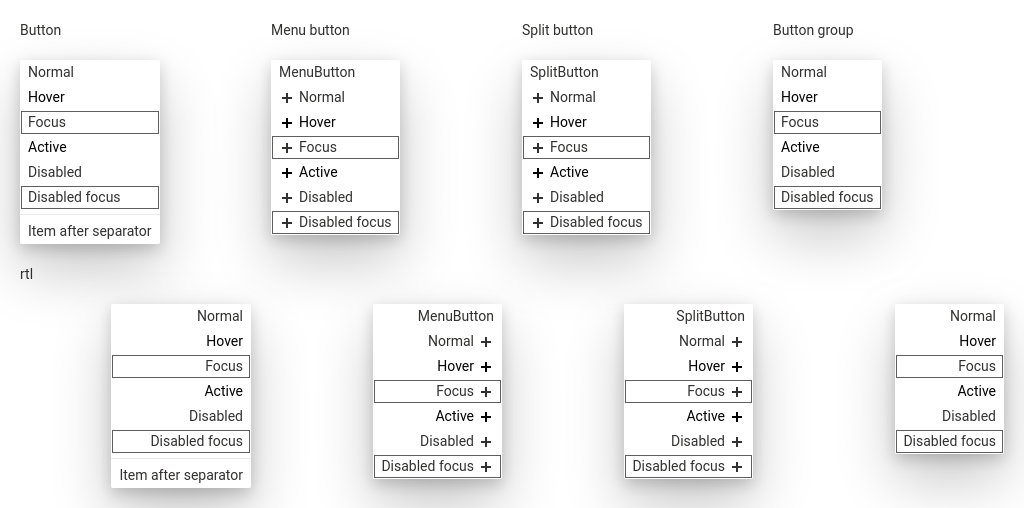 Button
Normal
Hover
Focus
Active
Disabled
Disabled focus
Item after separator
Menu button
MenuButton
Normal
Hover
Focus
Active
Disabled
Disabled focus
Split button
SplitButton
Normal
Hover
Focus
Active
Disabled
Disabled focus
Button group
Normal
Hover
Focus
Active
Disabled
Disabled focus
rtl
Normal
Hover
Focus
Active
Disabled
Disabled focus
Item after separator
MenuButton
Normal
Hover
Focus
Active
Disabled
Disabled focus
SplitButton
Normal
Hover
Focus
Active
Disabled
Disabled focus
Normal
Hover
Focus
Active
Disabled
Disabled focus